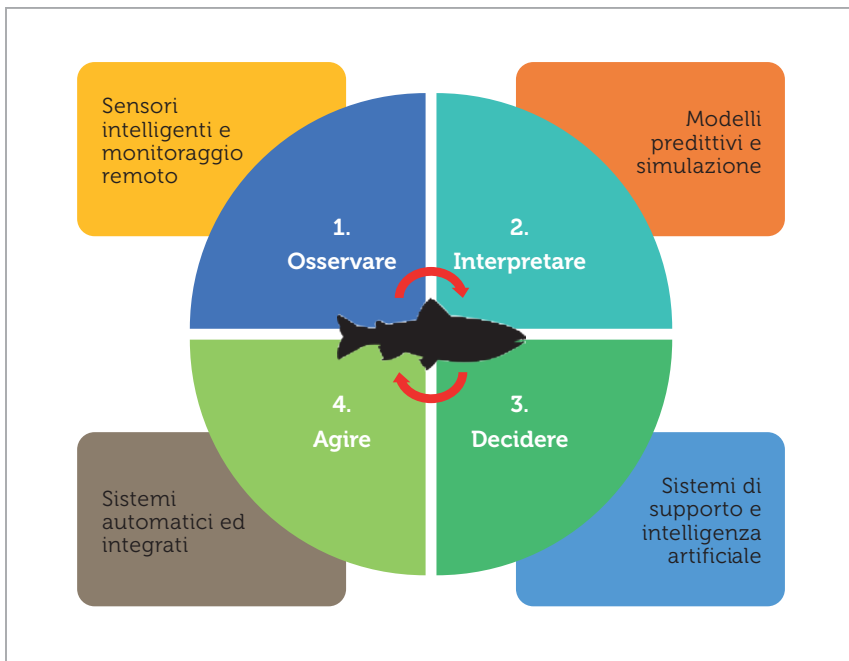 Sensori
intelligenti e
monitoraggio
remoto
Modelli
predittivi e
simulazione
1.
Osservare
2.
Interpretare
4.
Agire
3.
Decidere
Sistemi
automatici ed
integrati
Sistemi di
supporto e
intelligenza
artificiale